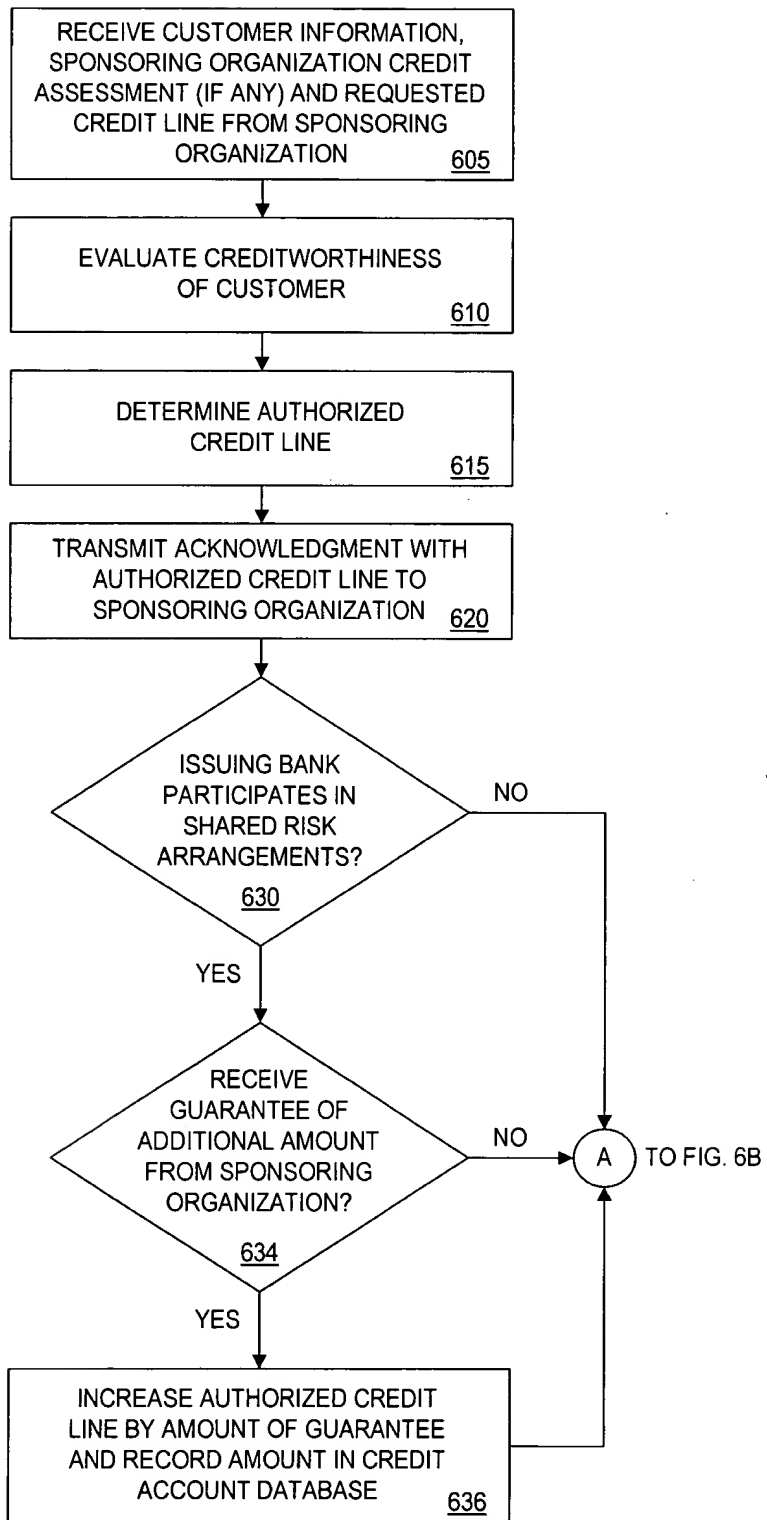 RECEIVE CUSTOMER INFORMATION,
SPONSORING ORGANIZATION CREDIT
ASSESSMENT (IF ANY) AND REQUESTED
CREDIT LINE FROM SPONSORING
ORGANIZATION
605
EVALUATE CREDITWORTHINESS
OF CUSTOMER
610
DETERMINE AUTHORIZED
CREDIT LINE
615
TRANSMIT ACKNOWLEDGMENT WITH
AUTHORIZED CREDIT LINE TO
SPONSORING ORGANIZATION
620
ISSUING BANK
PARTICIPATES IN
SHARED RISK
ARRANGEMENTS?
630
NO
YES
RECEIVE
GUARANTEE OF
ADDITIONAL AMOUNT
FROM SPONSORING
ORGANIZATION?
634
NO
A TO FIG. 6B
YES
INCREASE AUTHORIZED CREDIT
LINE BY AMOUNT OF GUARANTEE
AND RECORD AMOUNT IN CREDIT
ACCOUNT DATABASE
636